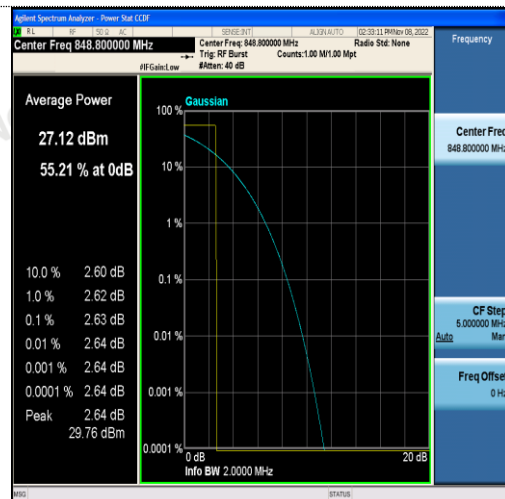 Agilent Spectrum Analyzer - Power Stat CCDF
RL RF 50 Ω AC SENSE:INT ALIGN AUTO 02:33:11 PM Nov 08, 2022
Center Freq 848.800000 MHz
Center Freq: 848.800000 MHz Radio Std: None
Trig: RF Burst Counts:1.00 M/1.00 Mpt
#IFGain:Low #Atten: 40 dB
Frequency
Average Power
27.12 dBm
55.21 % at 0dB
10.0 % 2.60 dB
1.0 % 2.62 dB
0.1 % 2.63 dB
0.01 % 2.64 dB
0.001 % 2.64 dB
0.0001 % 2.64 dB
Peak 2.64 dB
29.76 dBm
Gaussian
100 %
10 %
1 %
0.1 %
0.01 %
0.001 %
0.0001 %
0 dB 20 dB
Info BW 2.0000 MHz
Center Freq
848.800000 MHz
CF Step
5.000000 MHz
Auto Man
Freq Offset
0 Hz
MSG STATUS